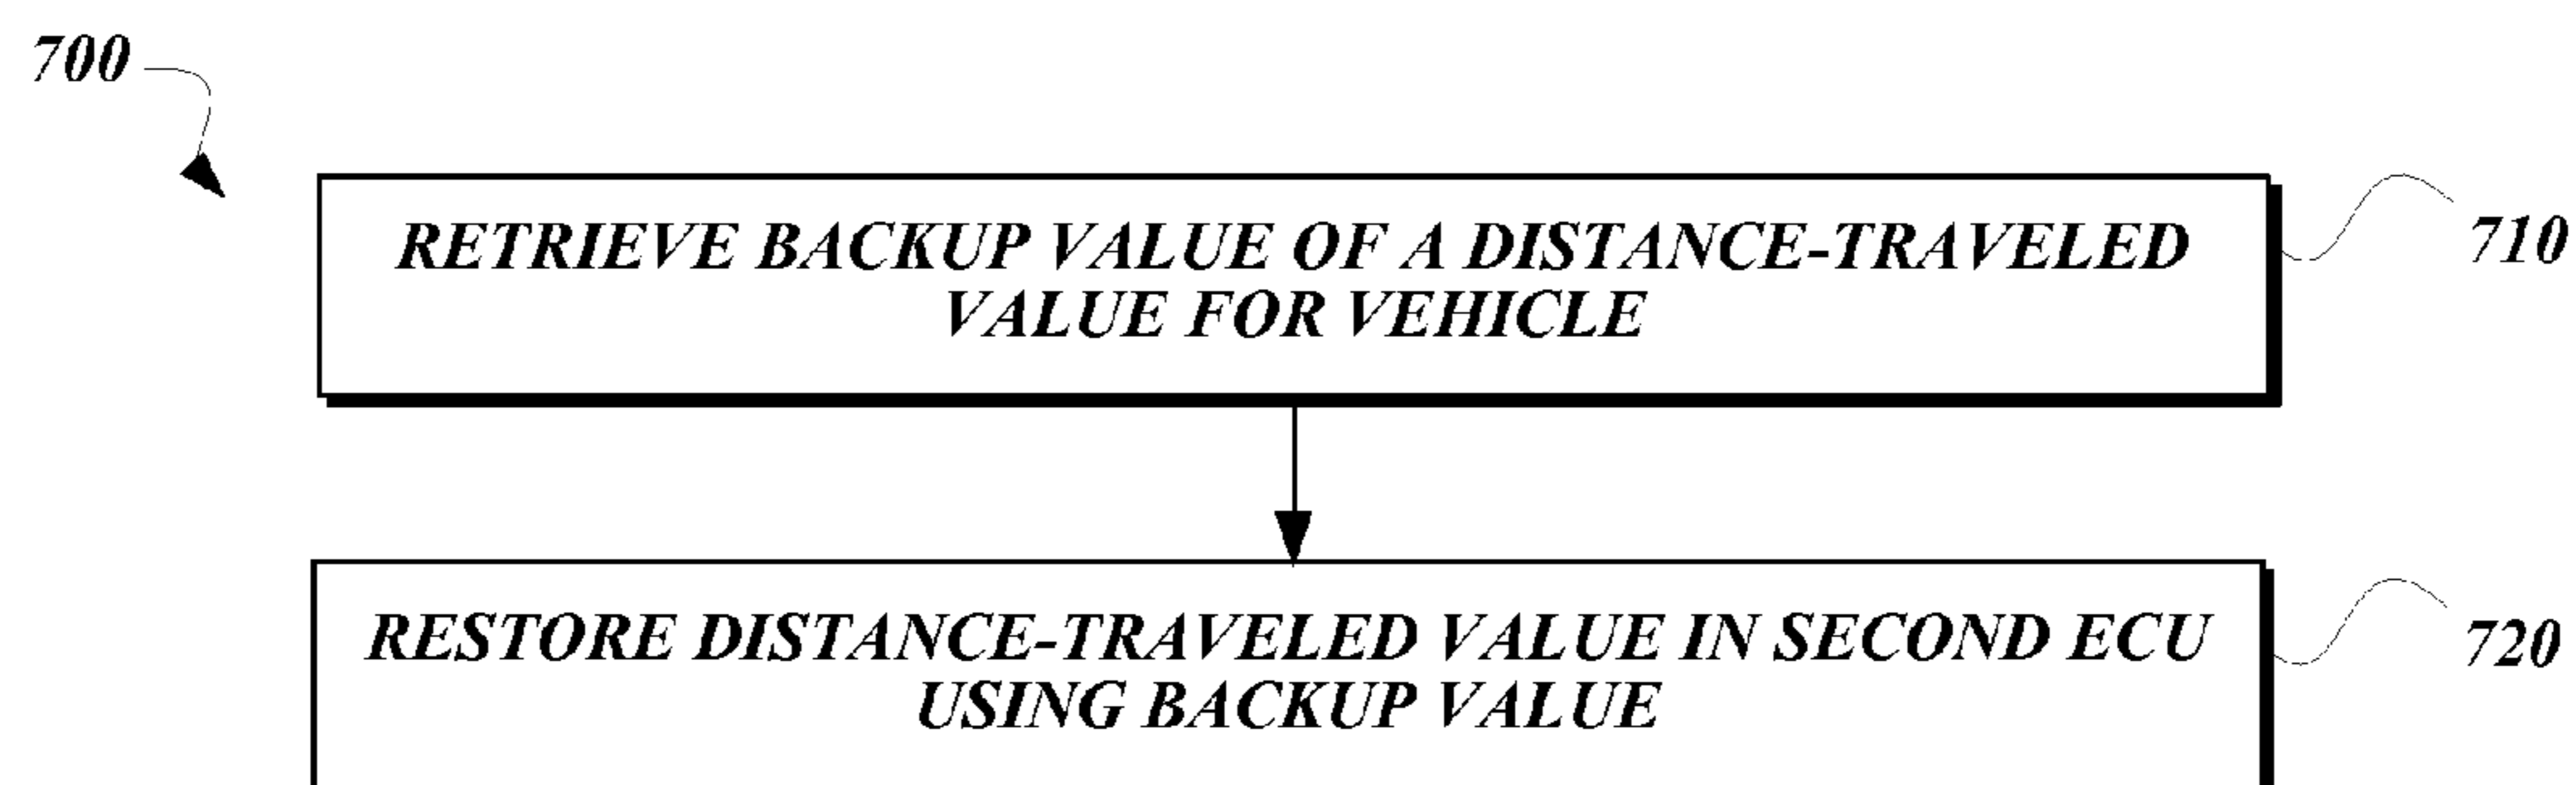 700
RETRIEVE BACKUP VALUE OF A DISTANCE-TRAVELED
VALUE FOR VEHICLE
710
RESTORE DISTANCE-TRAVELED VALUE IN SECOND ECU
USING BACKUP VALUE
720